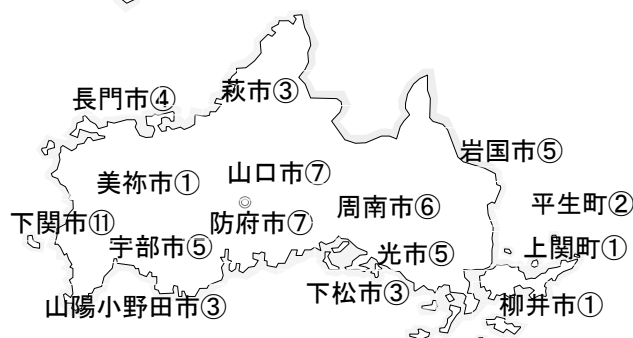 萩市③
長門市④
岩国市⑤
山口市⑦
美祢市①
平生町②
周南市⑥
下関市⑪
防府市⑦
宇部市⑤
光市⑤
上関町①
下松市③
山陽小野田市③
柳井市①